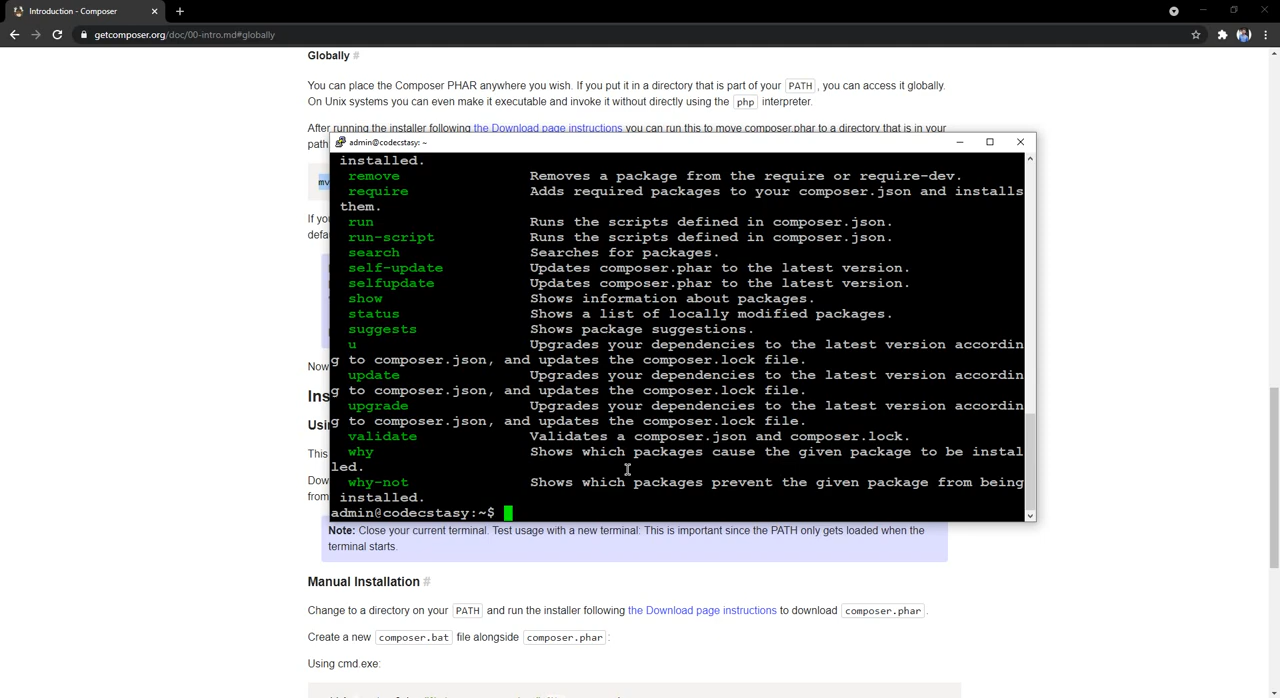 Introduction - Composer
getcomposer.org/doc/00-intro.md#globally
Globally #
You can place the Composer PHAR anywhere you wish. If you put it in a directory that is part of your PATH , you can access it globally.
On Unix systems you can even make it executable and invoke it without directly using the php interpreter.
After running the installer following the Download page instructions you can run this to move composer.phar to a directory that is in your
path
admin@codecstasy: ~
installed.
remove Removes a package from the require or require-dev.
require Adds required packages to your composer.json and installs
them.
mv
run Runs the scripts defined in composer.json.
If you
defa
run-script Runs the scripts defined in composer.json.
search Searches for packages.
self-update Updates composer.phar to the latest version.
selfupdate Updates composer.phar to the latest version.
show Shows information about packages.
status Shows a list of locally modified packages.
suggests Shows package suggestions.
u Upgrades your dependencies to the latest version accordin
g to composer.json, and updates the composer.lock file.
Now
update Upgrades your dependencies to the latest version accordin
g to composer.json, and updates the composer.lock file.
Ins
upgrade Upgrades your dependencies to the latest version accordin
g to composer.json, and updates the composer.lock file.
Usi
validate Validates a composer.json and composer.lock.
This
why Shows which packages cause the given package to be instal
led.
Dow
from
why-not Shows which packages prevent the given package from being
installed.
admin@codecstasy:~$
Note: Close your current terminal. Test usage with a new terminal: This is important since the PATH only gets loaded when the
terminal starts.
Manual Installation #
Change to a directory on your PATH and run the installer following the Download page instructions to download composer.phar .
Create a new composer.bat file alongside composer.phar :
Using cmd.exe: